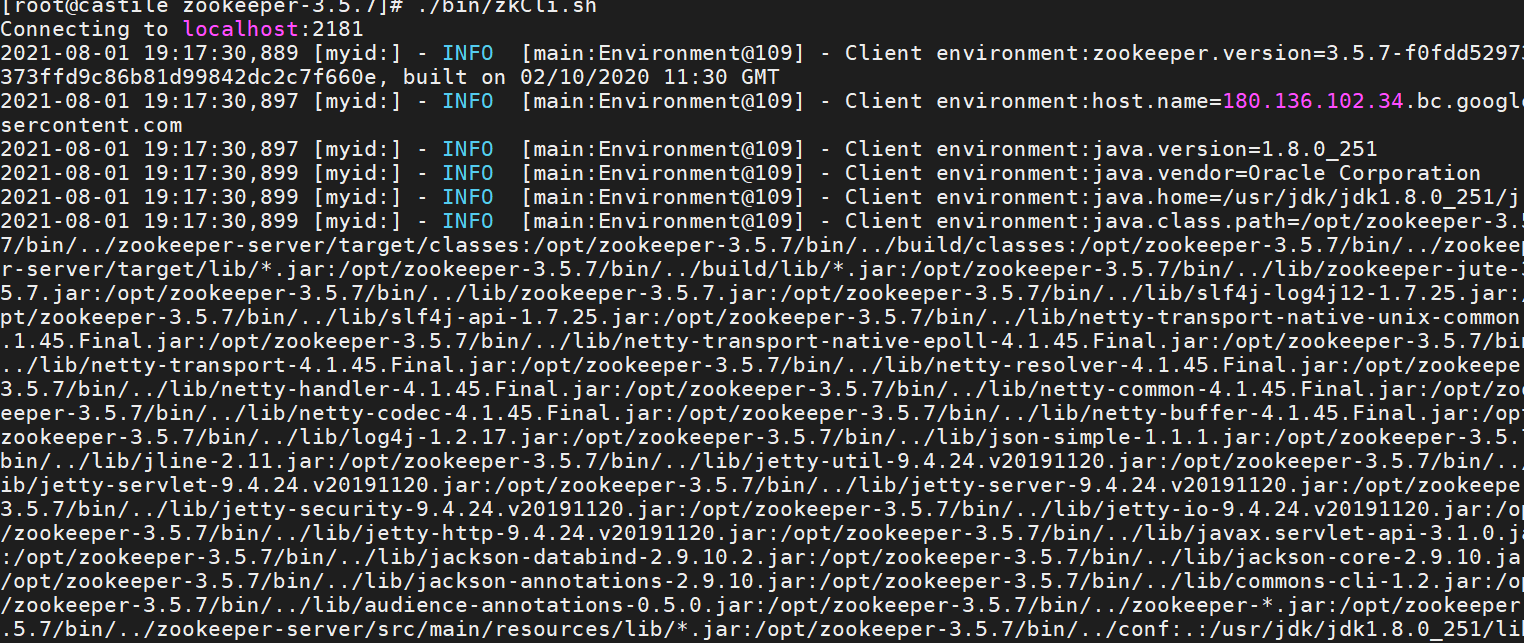 [root@castile zookeeper-3.5.7]# ./bin/zkCli.sh
Connecting to localhost:2181
2021-08-01 19:17:30,889 [myid:] - INFO  [main:Environment@109] - Client environment:zookeeper.version=3.5.7-f0fdd5297
373ffd9c86b81d99842dc2c7f660e, built on 02/10/2020 11:30 GMT
2021-08-01 19:17:30,897 [myid:] - INFO  [main:Environment@109] - Client environment:host.name=180.136.102.34.bc.google
sercontent.com
2021-08-01 19:17:30,897 [myid:] - INFO  [main:Environment@109] - Client environment:java.version=1.8.0_251
2021-08-01 19:17:30,899 [myid:] - INFO  [main:Environment@109] - Client environment:java.vendor=Oracle Corporation
2021-08-01 19:17:30,899 [myid:] - INFO  [main:Environment@109] - Client environment:java.home=/usr/jdk/jdk1.8.0_251/j
2021-08-01 19:17:30,899 [myid:] - INFO  [main:Environment@109] - Client environment:java.class.path=/opt/zookeeper-3.5
7/bin/../zookeeper-server/target/classes:/opt/zookeeper-3.5.7/bin/../build/classes:/opt/zookeeper-3.5.7/bin/../zookeep
r-server/target/lib/*.jar:/opt/zookeeper-3.5.7/bin/../build/lib/*.jar:/opt/zookeeper-3.5.7/bin/../lib/zookeeper-jute-3
5.7.jar:/opt/zookeeper-3.5.7/bin/../lib/zookeeper-3.5.7.jar:/opt/zookeeper-3.5.7/bin/../lib/slf4j-log4j12-1.7.25.jar:/
pt/zookeeper-3.5.7/bin/../lib/slf4j-api-1.7.25.jar:/opt/zookeeper-3.5.7/bin/../lib/netty-transport-native-unix-common
.1.45.Final.jar:/opt/zookeeper-3.5.7/bin/../lib/netty-transport-native-epoll-4.1.45.Final.jar:/opt/zookeeper-3.5.7/bin
../lib/netty-transport-4.1.45.Final.jar:/opt/zookeeper-3.5.7/bin/../lib/netty-resolver-4.1.45.Final.jar:/opt/zookeeper
3.5.7/bin/../lib/netty-handler-4.1.45.Final.jar:/opt/zookeeper-3.5.7/bin/../lib/netty-common-4.1.45.Final.jar:/opt/zoo
eeper-3.5.7/bin/../lib/netty-codec-4.1.45.Final.jar:/opt/zookeeper-3.5.7/bin/../lib/netty-buffer-4.1.45.Final.jar:/opt
zookeeper-3.5.7/bin/../lib/log4j-1.2.17.jar:/opt/zookeeper-3.5.7/bin/../lib/json-simple-1.1.1.jar:/opt/zookeeper-3.5.7
bin/../lib/jline-2.11.jar:/opt/zookeeper-3.5.7/bin/../lib/jetty-util-9.4.24.v20191120.jar:/opt/zookeeper-3.5.7/bin/../
ib/jetty-servlet-9.4.24.v20191120.jar:/opt/zookeeper-3.5.7/bin/../lib/jetty-server-9.4.24.v20191120.jar:/opt/zookeeper
3.5.7/bin/../lib/jetty-security-9.4.24.v20191120.jar:/opt/zookeeper-3.5.7/bin/../lib/jetty-io-9.4.24.v20191120.jar:/op
/zookeeper-3.5.7/bin/../lib/jetty-http-9.4.24.v20191120.jar:/opt/zookeeper-3.5.7/bin/../lib/javax.servlet-api-3.1.0.ja
:/opt/zookeeper-3.5.7/bin/../lib/jackson-databind-2.9.10.2.jar:/opt/zookeeper-3.5.7/bin/../lib/jackson-core-2.9.10.jar
/opt/zookeeper-3.5.7/bin/../lib/jackson-annotations-2.9.10.jar:/opt/zookeeper-3.5.7/bin/../lib/commons-cli-1.2.jar:/op
/zookeeper-3.5.7/bin/../lib/audience-annotations-0.5.0.jar:/opt/zookeeper-3.5.7/bin/../zookeeper-*.jar:/opt/zookeeper
.5.7/bin/../zookeeper-server/src/main/resources/lib/*.jar:/opt/zookeeper-3.5.7/bin/../conf:.:/usr/jdk/jdk1.8.0_251/lib